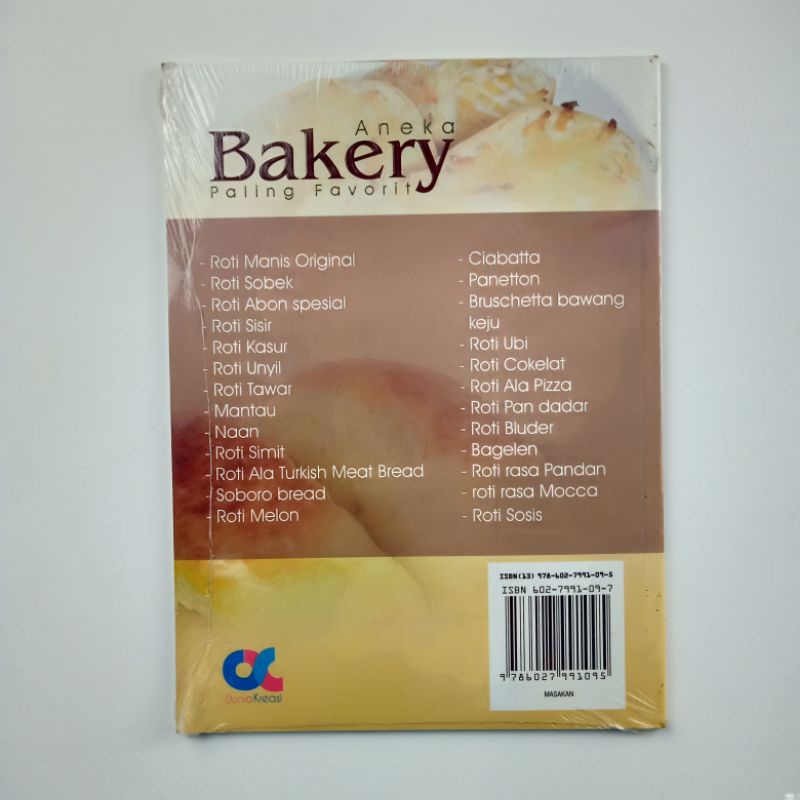 Aneka
Bakery
Paling Favorit
- Roti Manis Original
- Roti Sobek
- Roti Abon spesial
- Roti Sisir
- Roti Kasur
- Roti Unyil
- Roti Tawar
- Mantau
- Naan
- Roti Simit
- Roti Ala Turkish Meat Bread
- Soboro bread
- Roti Melon
- Ciabatta
- Panetton
- Bruschetta bawang
keju
- Roti Ubi
- Roti Cokelat
- Roti Ala Pizza
- Roti Pan dadar
- Roti Bluder
- Bagelen
- Roti rasa Pandan
- roti rasa Mocca
- Roti Sosis
ISBN(13) 978-602-7991-09-5
ISBN 602-7991-09-7
9 786027 991095
MASAKAN
DuniaKreasi